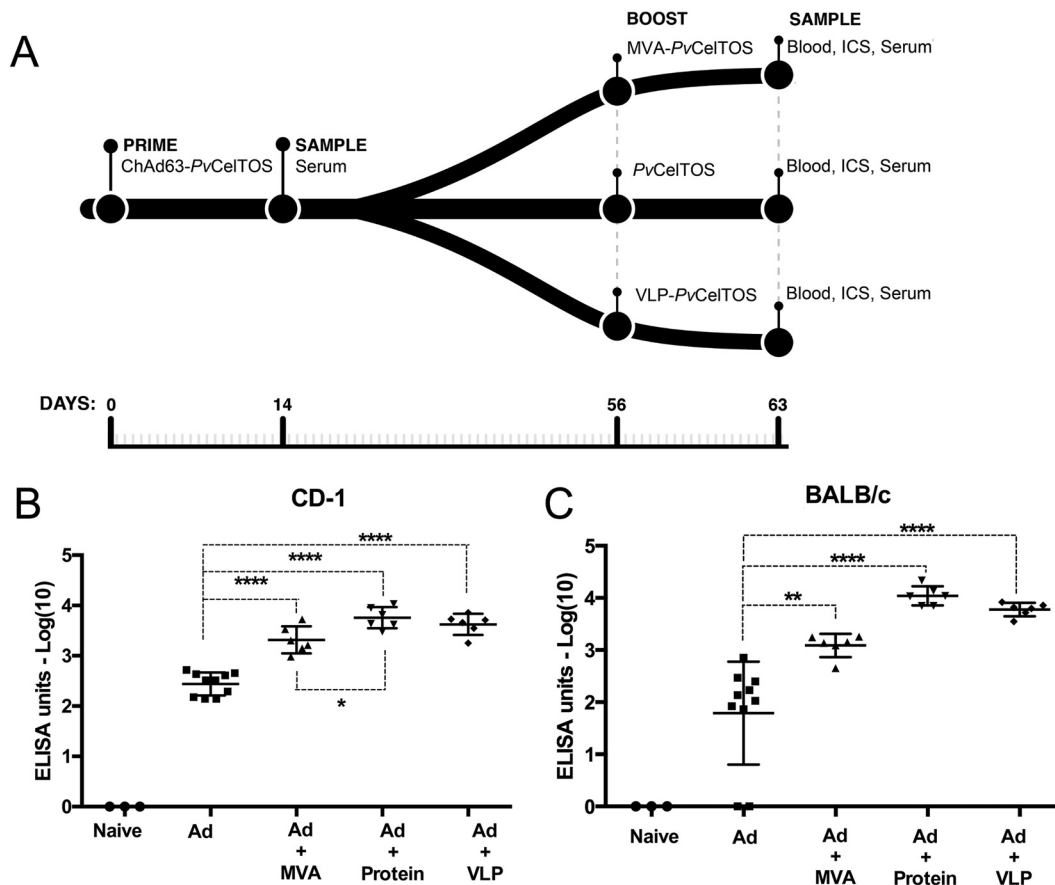 A
BOOST
SAMPLE
MVA-PvCelTOS
Blood, ICS, Serum
PRIME
SAMPLE
ChAd63-PvCelTOS
Serum
PvCelTOS
Blood, ICS, Serum
VLP-PvCelTOS
Blood, ICS, Serum
DAYS: 0 14 56 63
B
CD-1
ELISA units - Log(10)
5
4
3
2
1
0
****
****
****
*
Naive Ad Ad + MVA Ad + Protein Ad + VLP
C
BALB/c
ELISA units - Log(10)
5
4
3
2
1
0
****
****
**
Naive Ad Ad + MVA Ad + Protein Ad + VLP